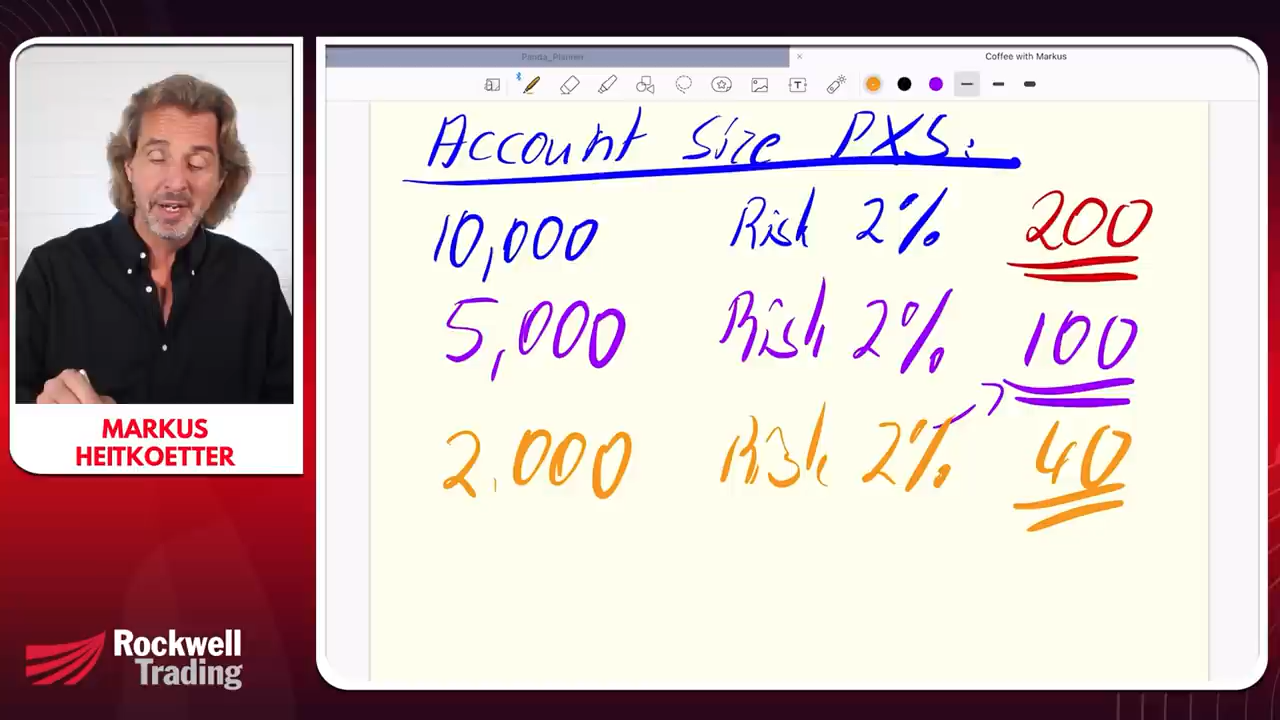 Panda_Planner
Coffee with Markus
Account Size PXS:
10,000 Risk 2% 200
5,000 Risk 2% 100
2,000 Risk 2% 40
MARKUS
HEITKOETTER
Rockwell
Trading